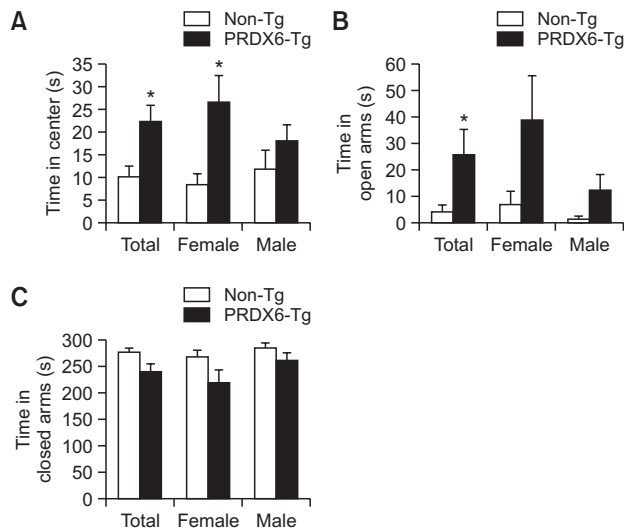 A
Non-Tg
PRDX6-Tg
Time in center (s)
35
30
25
20
15
10
5
0
*
*
Total Female Male
B
Non-Tg
PRDX6-Tg
Time in
open arms (s)
60
50
40
30
20
10
0
*
Total Female Male
C
Non-Tg
PRDX6-Tg
Time in
closed arms (s)
300
250
200
150
100
50
0
Total Female Male